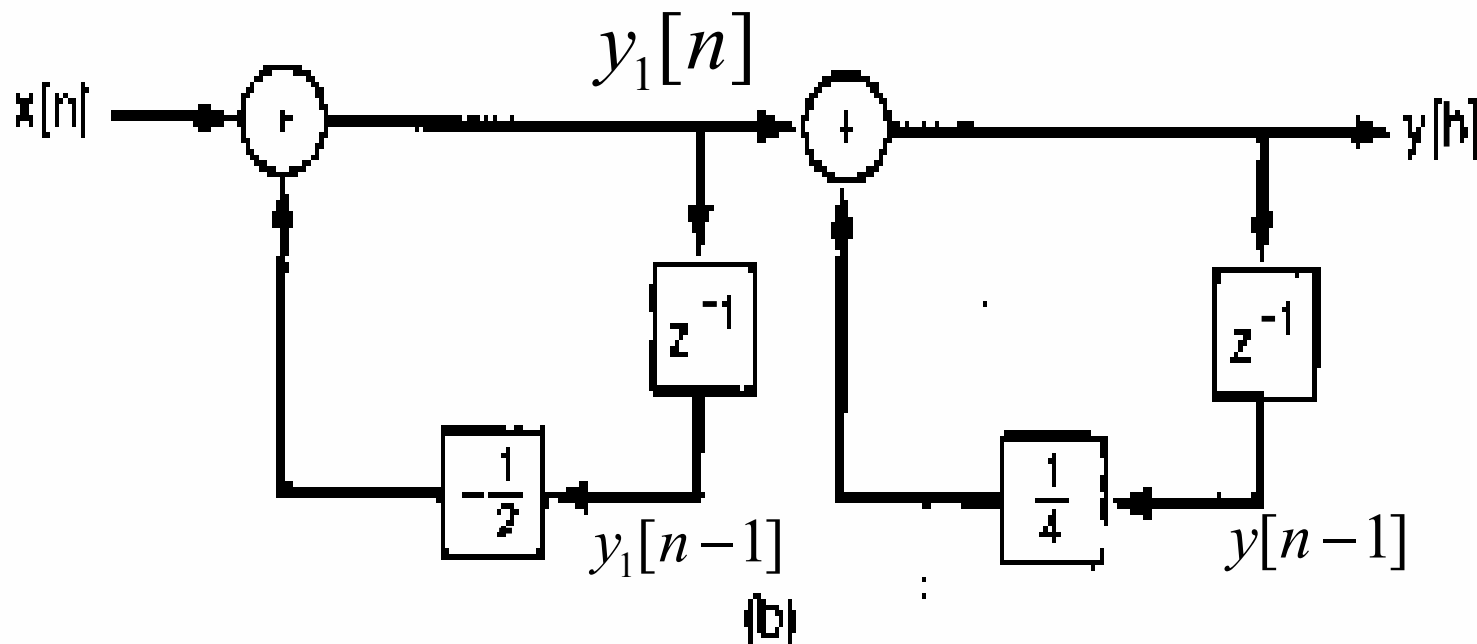 y₁[n]
x[n] + + y[n]
z⁻¹ z⁻¹
-1/2 1/4
y₁[n-1] y[n-1]
(b)